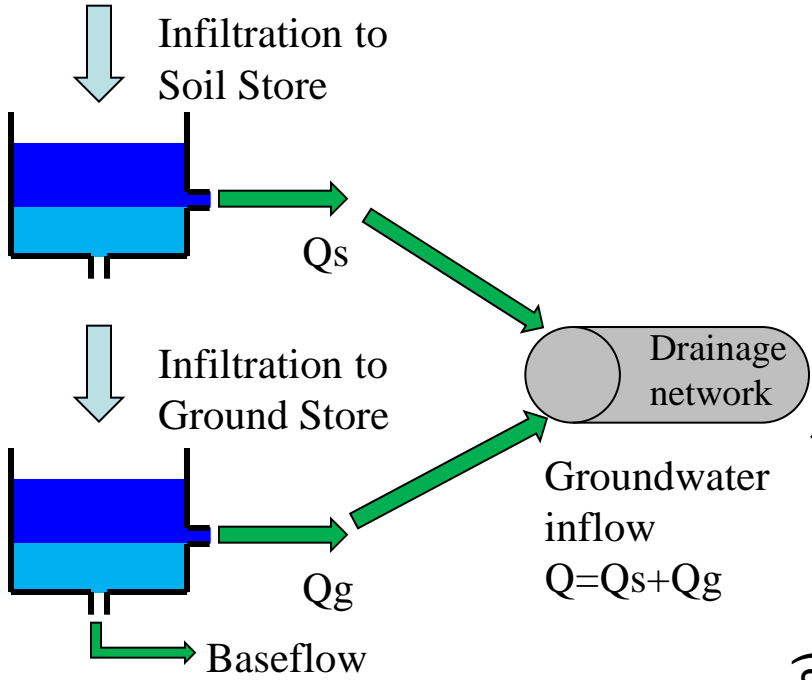 Infiltration to
Soil Store
Qs
Infiltration to
Ground Store
Drainage
network
Groundwater
inflow
Q=Qs+Qg
Qg
Baseflow